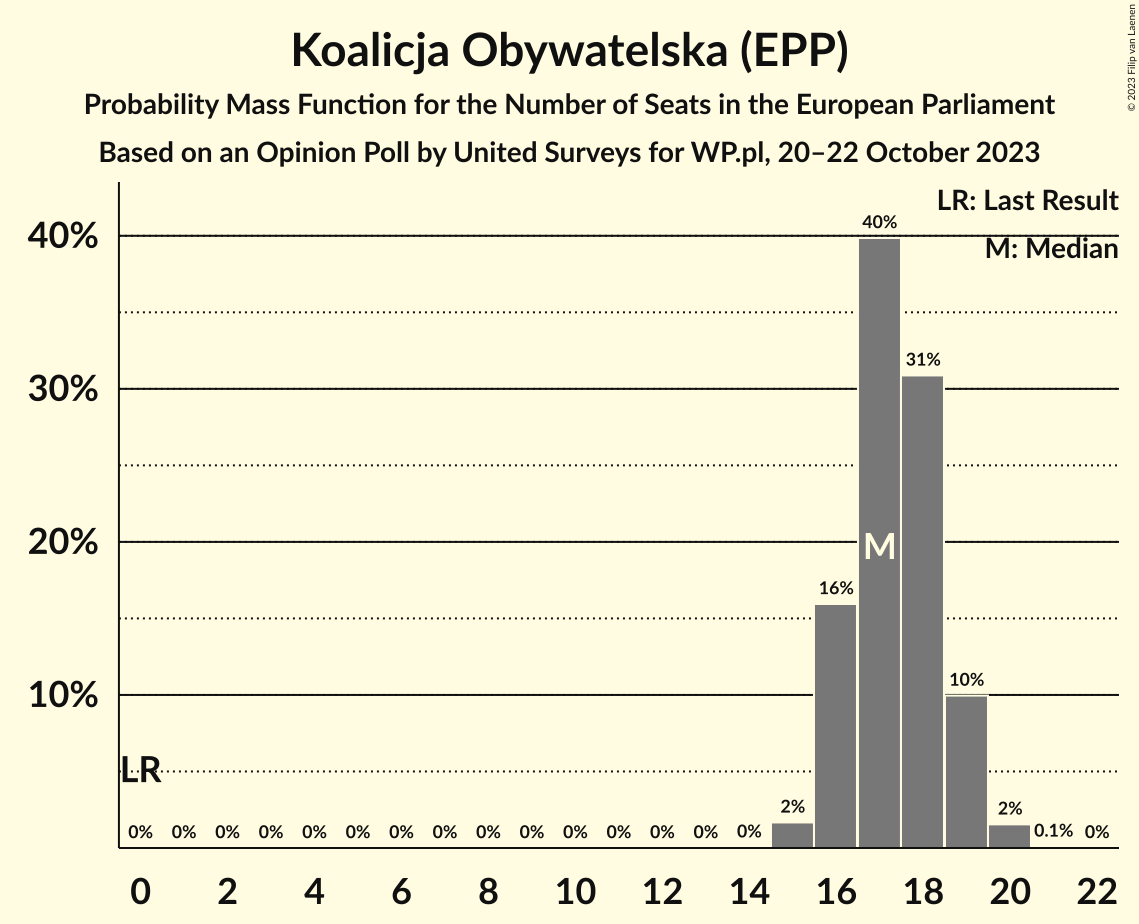 Koalicja Obywatelska (EPP)
Probability Mass Function for the Number of Seats in the European Parliament
Based on an Opinion Poll by United Surveys for WP.pl, 20–22 October 2023
© 2023 Filip van Laenen
LR: Last Result
M: Median
40%
30%
20%
10%
40%
31%
M
16%
10%
LR
2%
2%
0% 0% 0% 0% 0% 0% 0% 0% 0% 0% 0% 0% 0% 0% 0% 0.1% 0%
0 2 4 6 8 10 12 14 16 18 20 22